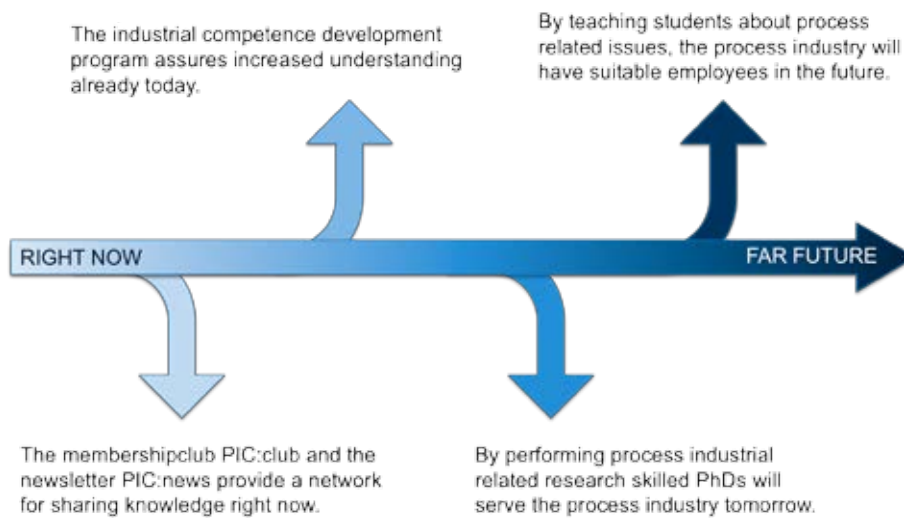 The industrial competence development
program assures increased understanding
already today.
By teaching students about process
related issues, the process industry will
have suitable employees in the future.
RIGHT NOW
FAR FUTURE
The membershipclub PIC:club and the
newsletter PIC:news provide a network
for sharing knowledge right now.
By performing process industrial
related research skilled PhDs will
serve the process industry tomorrow.